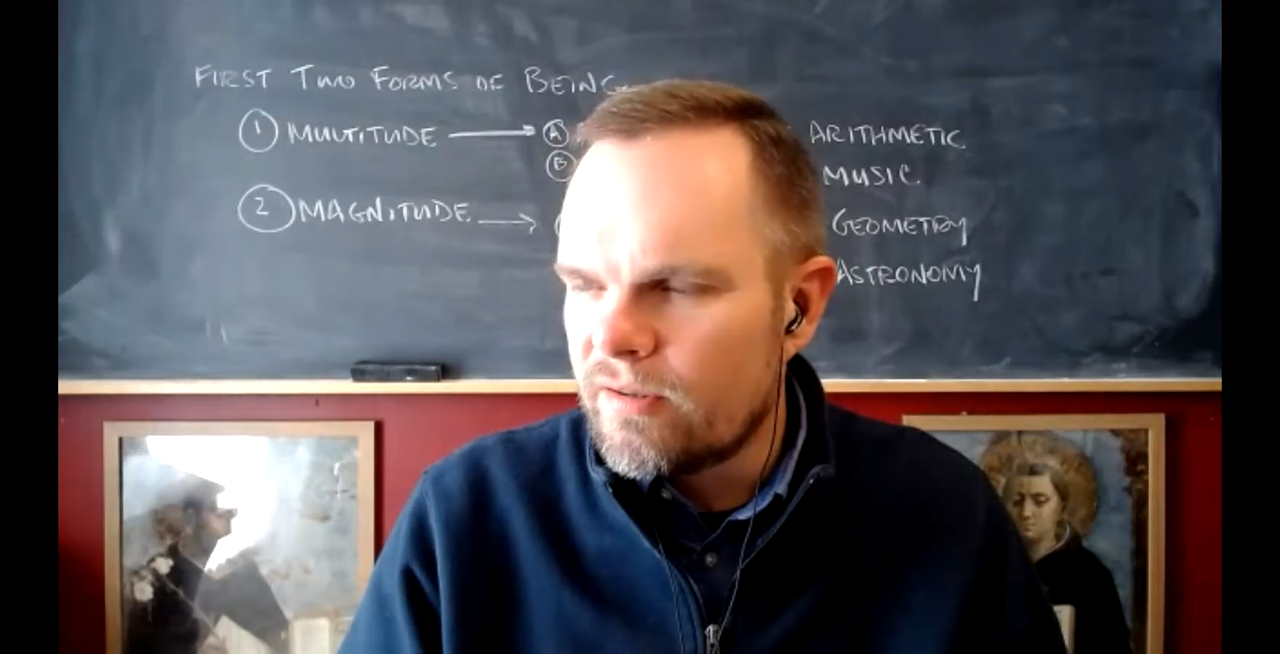 FIRST TWO FORMS OF BEING
① MULTITUDE → Ⓐ ARITHMETIC
Ⓑ MUSIC
② MAGNITUDE → GEOMETRY
ASTRONOMY